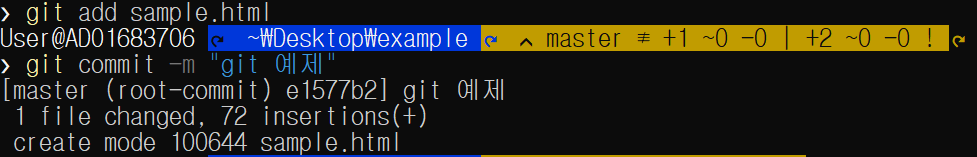 ❯ git add sample.html
User@AD01683706 ~₩Desktop₩example master ≢ +1 ~0 -0 | +2 ~0 -0 !
❯ git commit -m "git 예제"
[master (root-commit) e1577b2] git 예제
1 file changed, 72 insertions(+)
create mode 100644 sample.html